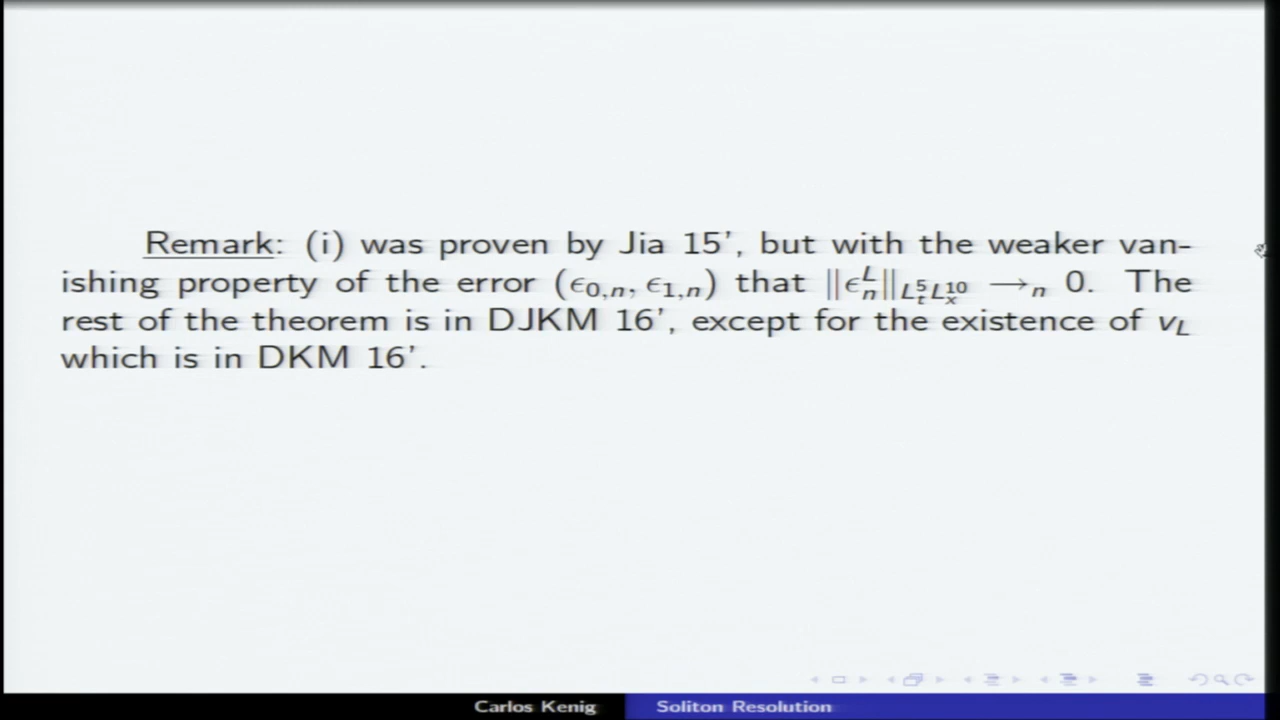 Remark: (i) was proven by Jia 15', but with the weaker van-
ishing property of the error (ϵ₀,ₙ, ϵ₁,ₙ) that ‖ϵₙᴸ‖_{L⁵ₜL¹⁰ₓ} ⟶ₙ 0. The
rest of the theorem is in DJKM 16', except for the existence of v_L
which is in DKM 16'.
Carlos Kenig Soliton Resolution